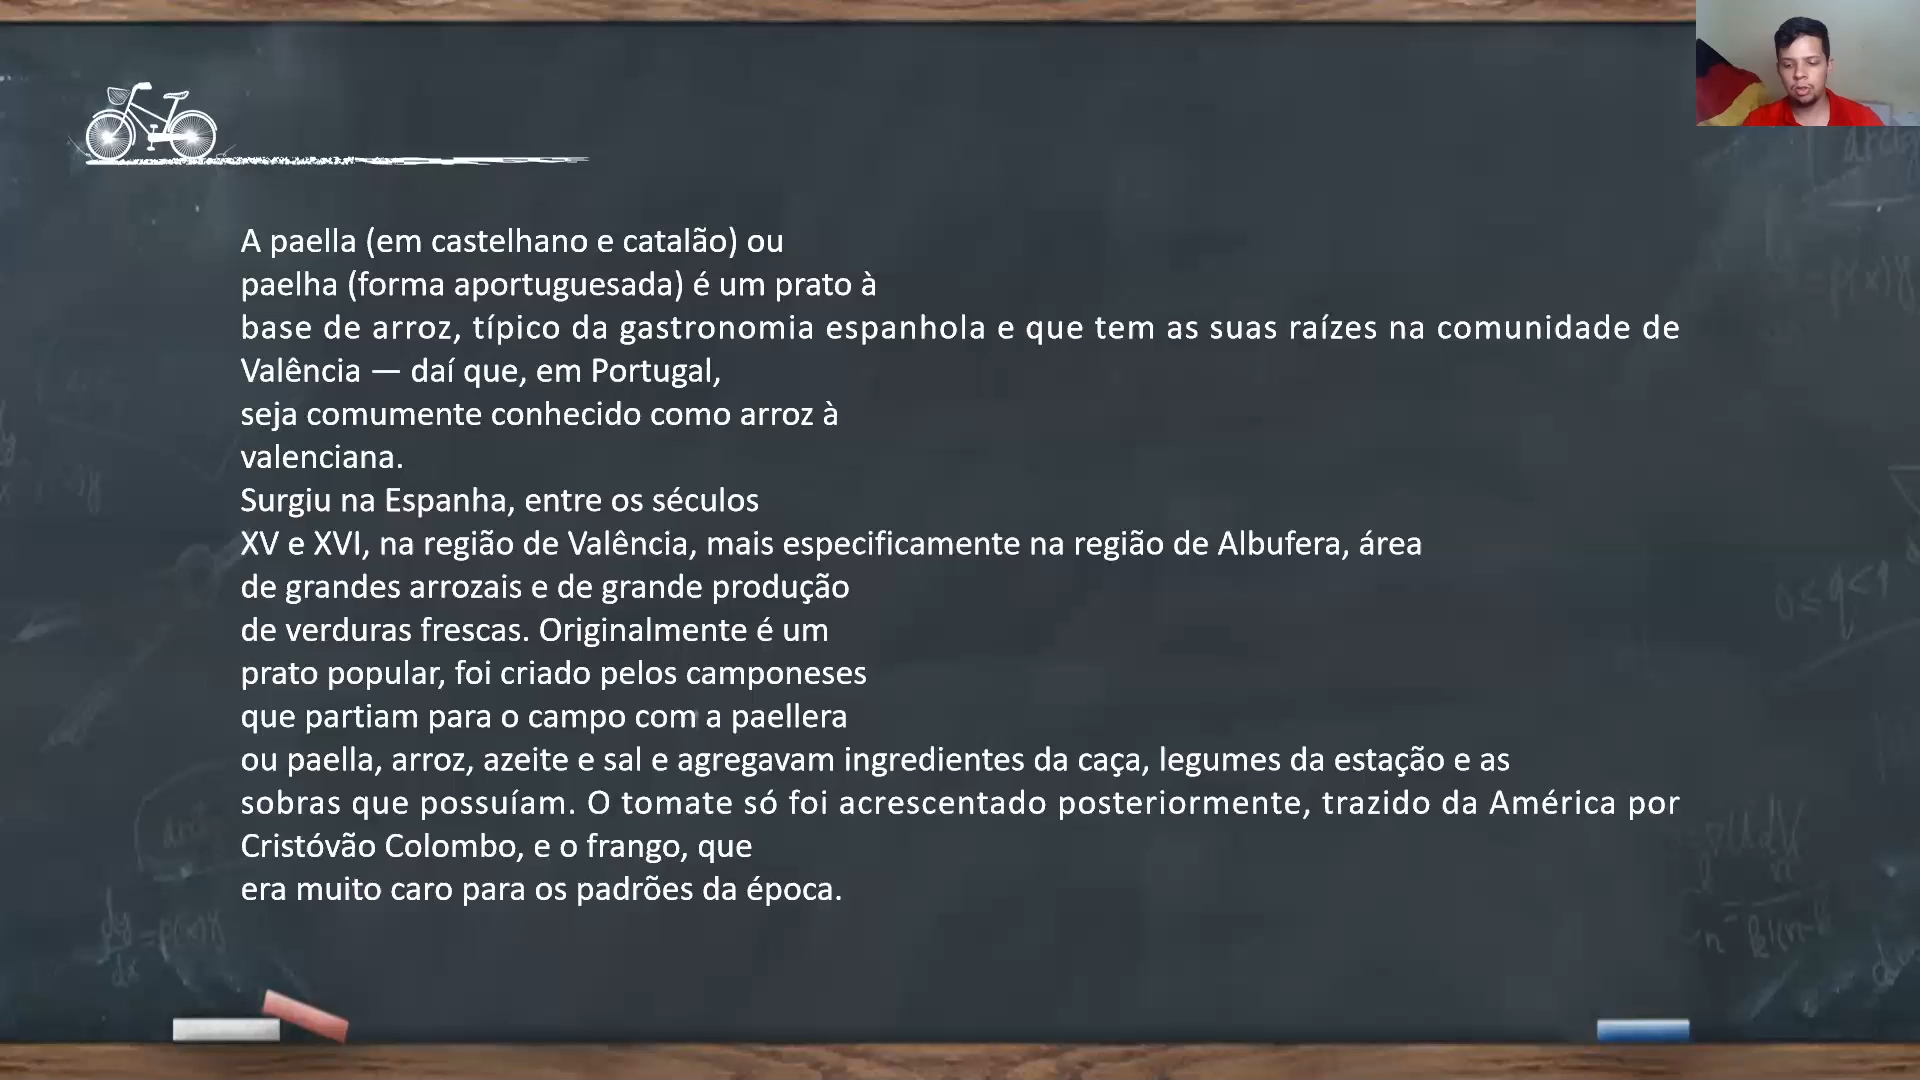 A paella (em castelhano e catalão) ou
paelha (forma aportuguesada) é um prato à
base de arroz, típico da gastronomia espanhola e que tem as suas raízes na comunidade de
Valência — daí que, em Portugal,
seja comumente conhecido como arroz à
valenciana.
Surgiu na Espanha, entre os séculos
XV e XVI, na região de Valência, mais especificamente na região de Albufera, área
de grandes arrozais e de grande produção
de verduras frescas. Originalmente é um
prato popular, foi criado pelos camponeses
que partiam para o campo com a paellera
ou paella, arroz, azeite e sal e agregavam ingredientes da caça, legumes da estação e as
sobras que possuíam. O tomate só foi acrescentado posteriormente, trazido da América por
Cristóvão Colombo, e o frango, que
era muito caro para os padrões da época.